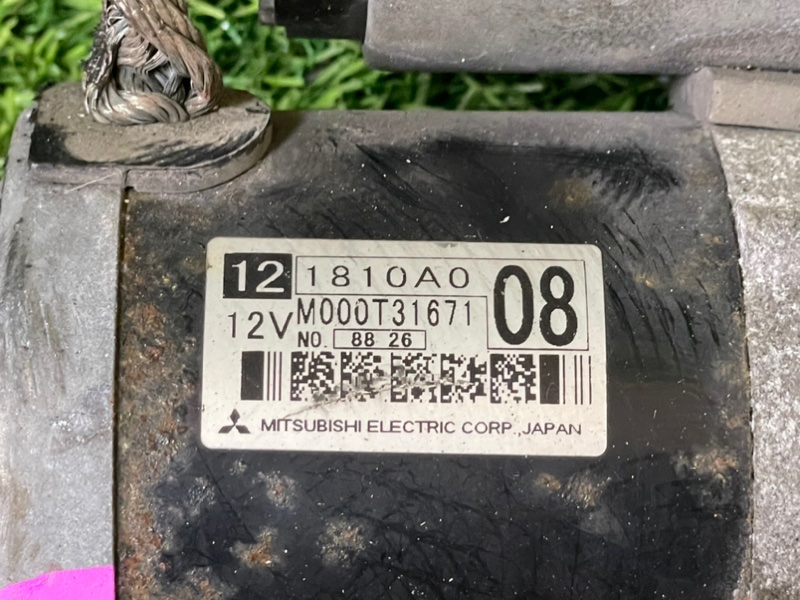 12 1810A0 08
12V M000T31671
NO. 88 26
MITSUBISHI ELECTRIC CORP., JAPAN